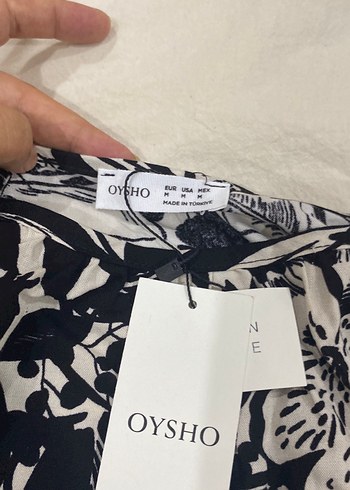 OYSHO
EUR USA MEX
M M M
MADE IN TÜRKİYE
N
E
OYSHO